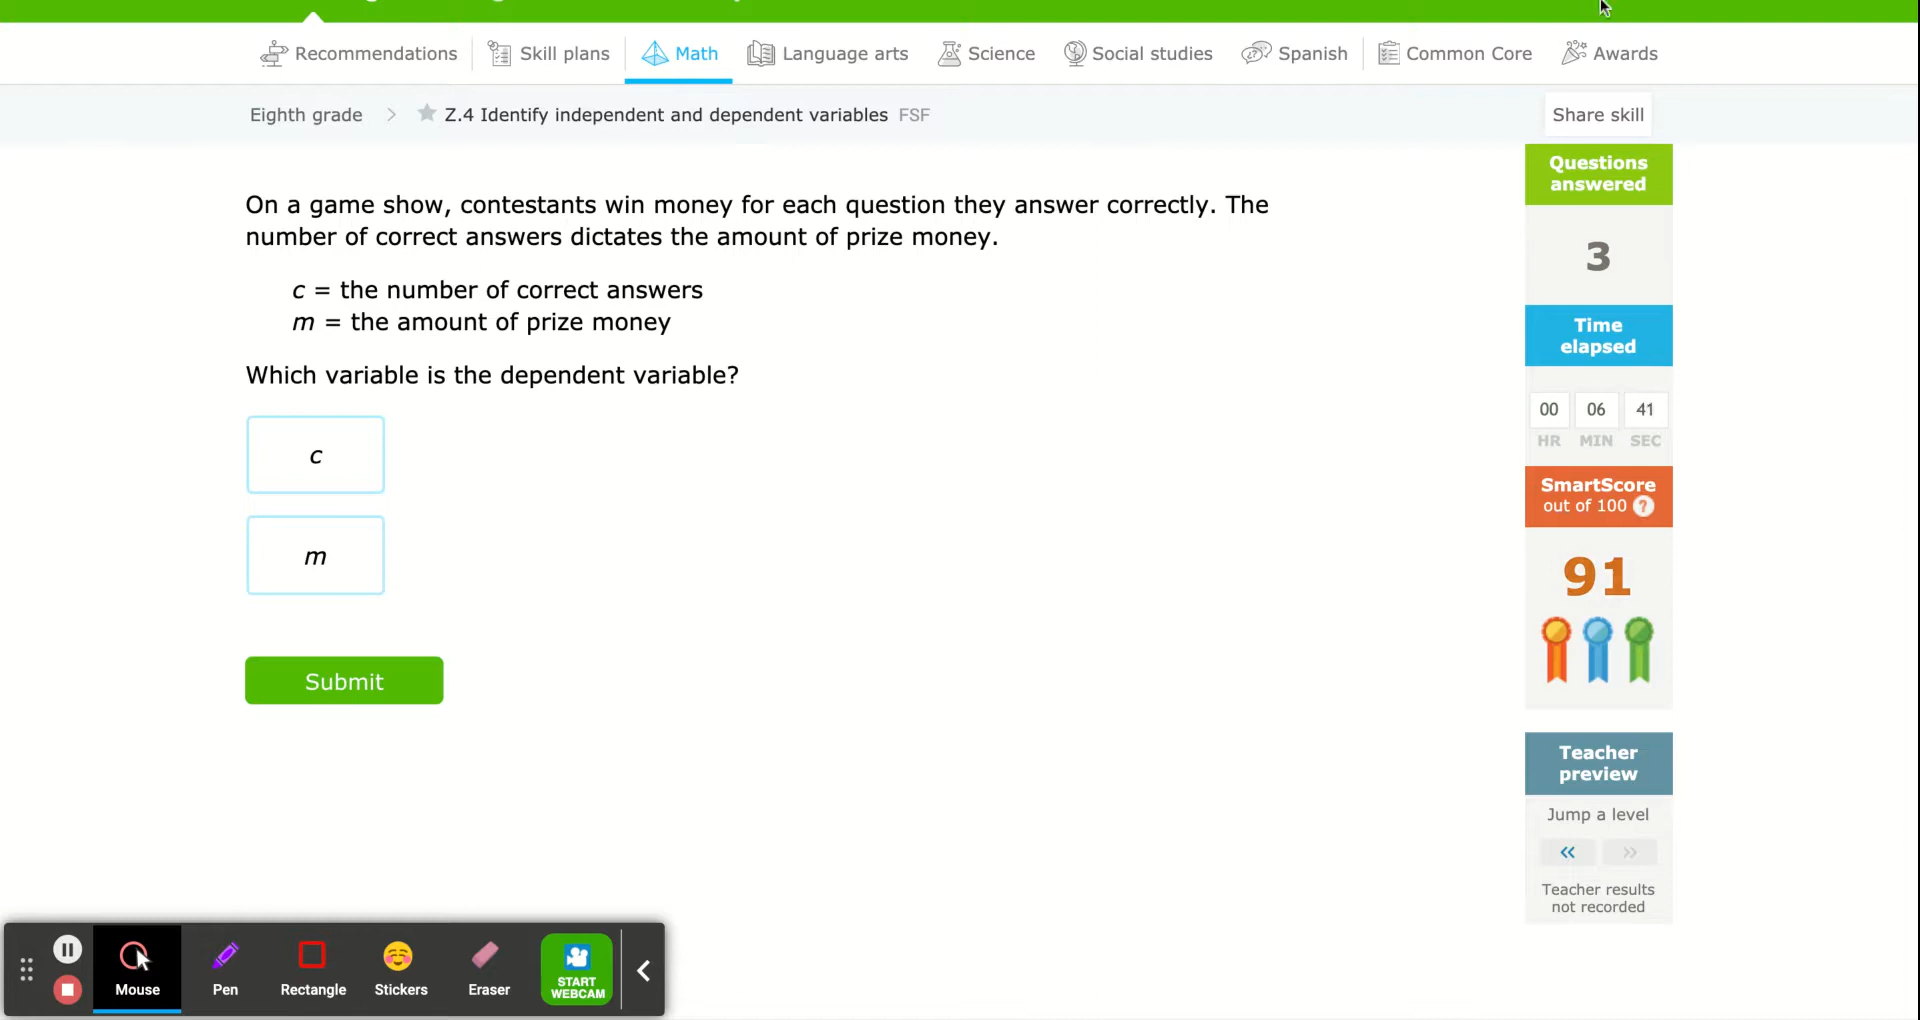 Recommendations
Skill plans
Math
Language arts
Science
Social studies
Spanish
Common Core
Awards
Eighth grade > Z.4 Identify independent and dependent variables FSF
Share skill
On a game show, contestants win money for each question they answer correctly. The
number of correct answers dictates the amount of prize money.
c = the number of correct answers
m = the amount of prize money
Which variable is the dependent variable?
c
m
Submit
Questions
answered
3
Time
elapsed
00 06 41
HR MIN SEC
SmartScore
out of 100 ?
91
Teacher
preview
Jump a level
Teacher results
not recorded
Mouse
Pen
Rectangle
Stickers
Eraser
START
WEBCAM